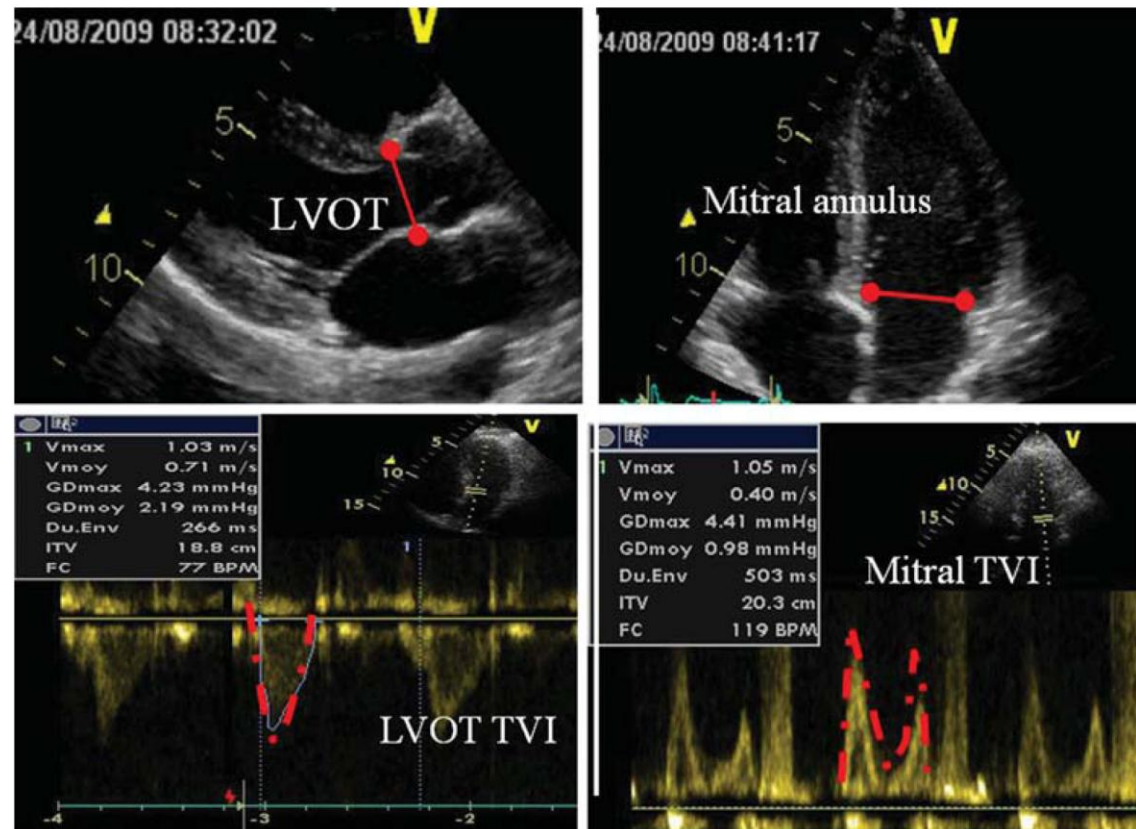 24/08/2009 08:32:02
V
5
LVOT
10
4/08/2009 08:41:17
V
5
Mitral annulus
10
1 Vmax 1.03 m/s
Vmoy 0.71 m/s
GDmax 4.23 mmHg
GDmoy 2.19 mmHg
Du.Env 266 ms
ITV 18.8 cm
FC 77 BPM
V
5
10
15
1
LVOT TVI
-4
-3
-2
1 Vmax 1.05 m/s
Vmoy 0.40 m/s
GDmax 4.41 mmHg
GDmoy 0.98 mmHg
Du.Env 503 ms
ITV 20.3 cm
FC 119 BPM
V
5
10
15
Mitral TVI